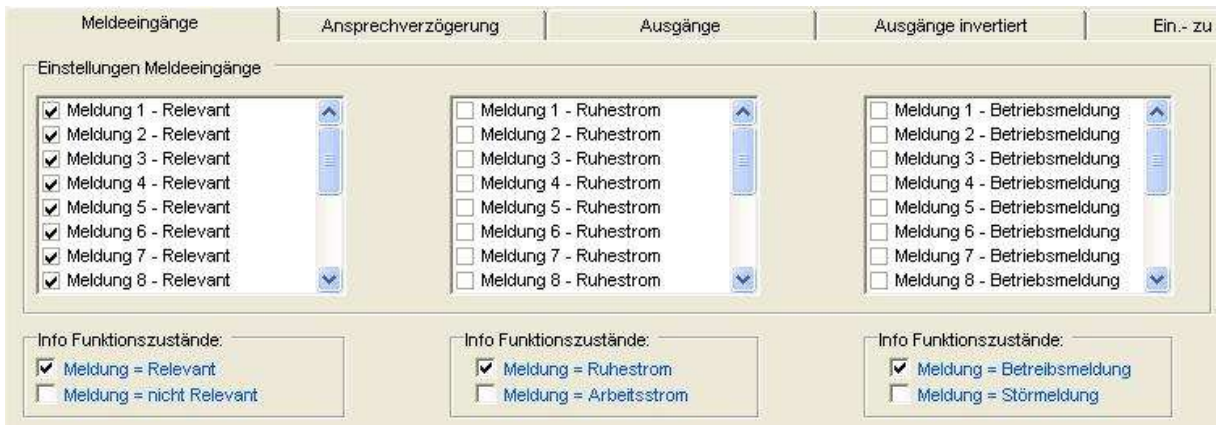 Meldeeingänge
Ansprechverzögerung
Ausgänge
Ausgänge invertiert
Ein.- zu
Einstellungen Meldeeingänge
Meldung 1 - Relevant
Meldung 2 - Relevant
Meldung 3 - Relevant
Meldung 4 - Relevant
Meldung 5 - Relevant
Meldung 6 - Relevant
Meldung 7 - Relevant
Meldung 8 - Relevant
Meldung 1 - Ruhestrom
Meldung 2 - Ruhestrom
Meldung 3 - Ruhestrom
Meldung 4 - Ruhestrom
Meldung 5 - Ruhestrom
Meldung 6 - Ruhestrom
Meldung 7 - Ruhestrom
Meldung 8 - Ruhestrom
Meldung 1 - Betriebsmeldung
Meldung 2 - Betriebsmeldung
Meldung 3 - Betriebsmeldung
Meldung 4 - Betriebsmeldung
Meldung 5 - Betriebsmeldung
Meldung 6 - Betriebsmeldung
Meldung 7 - Betriebsmeldung
Meldung 8 - Betriebsmeldung
Info Funktionszustände:
Meldung = Relevant
Meldung = nicht Relevant
Info Funktionszustände:
Meldung = Ruhestrom
Meldung = Arbeitsstrom
Info Funktionszustände:
Meldung = Betreibsmeldung
Meldung = Störmeldung